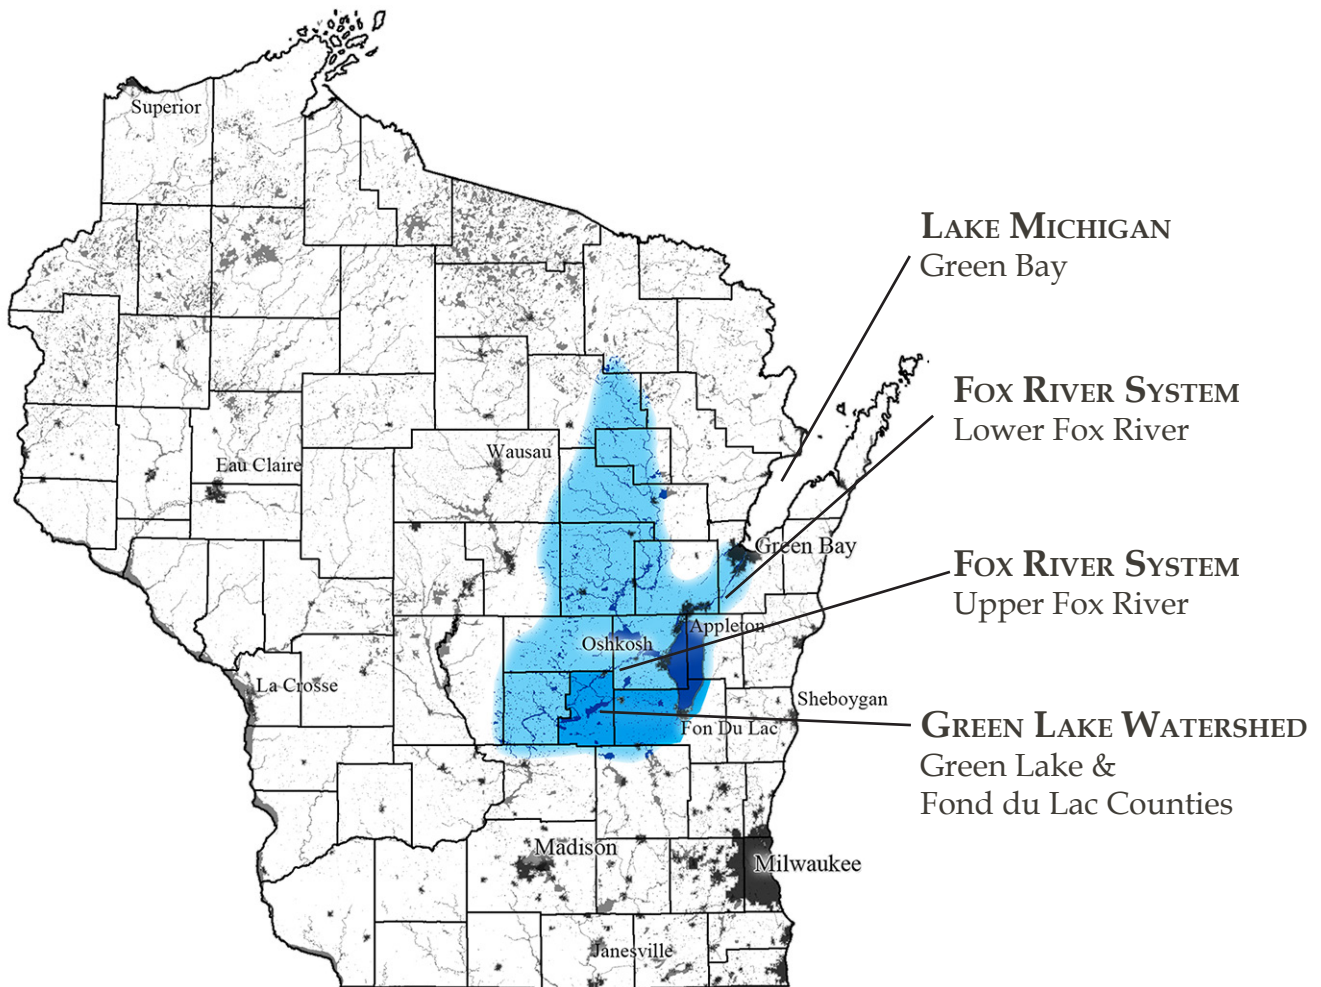 Superior
LAKE MICHIGAN
Green Bay
FOX RIVER SYSTEM
Lower Fox River
Wausau
Eau Claire
Green Bay
FOX RIVER SYSTEM
Upper Fox River
Appleton
Oshkosh
La Crosse
Sheboygan
Fon Du Lac
GREEN LAKE WATERSHED
Green Lake &
Fond du Lac Counties
Madison
Milwaukee
Janesville